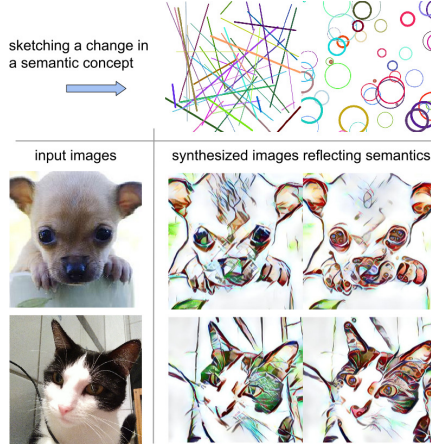 sketching a change in
a semantic concept
input images
synthesized images reflecting semantics